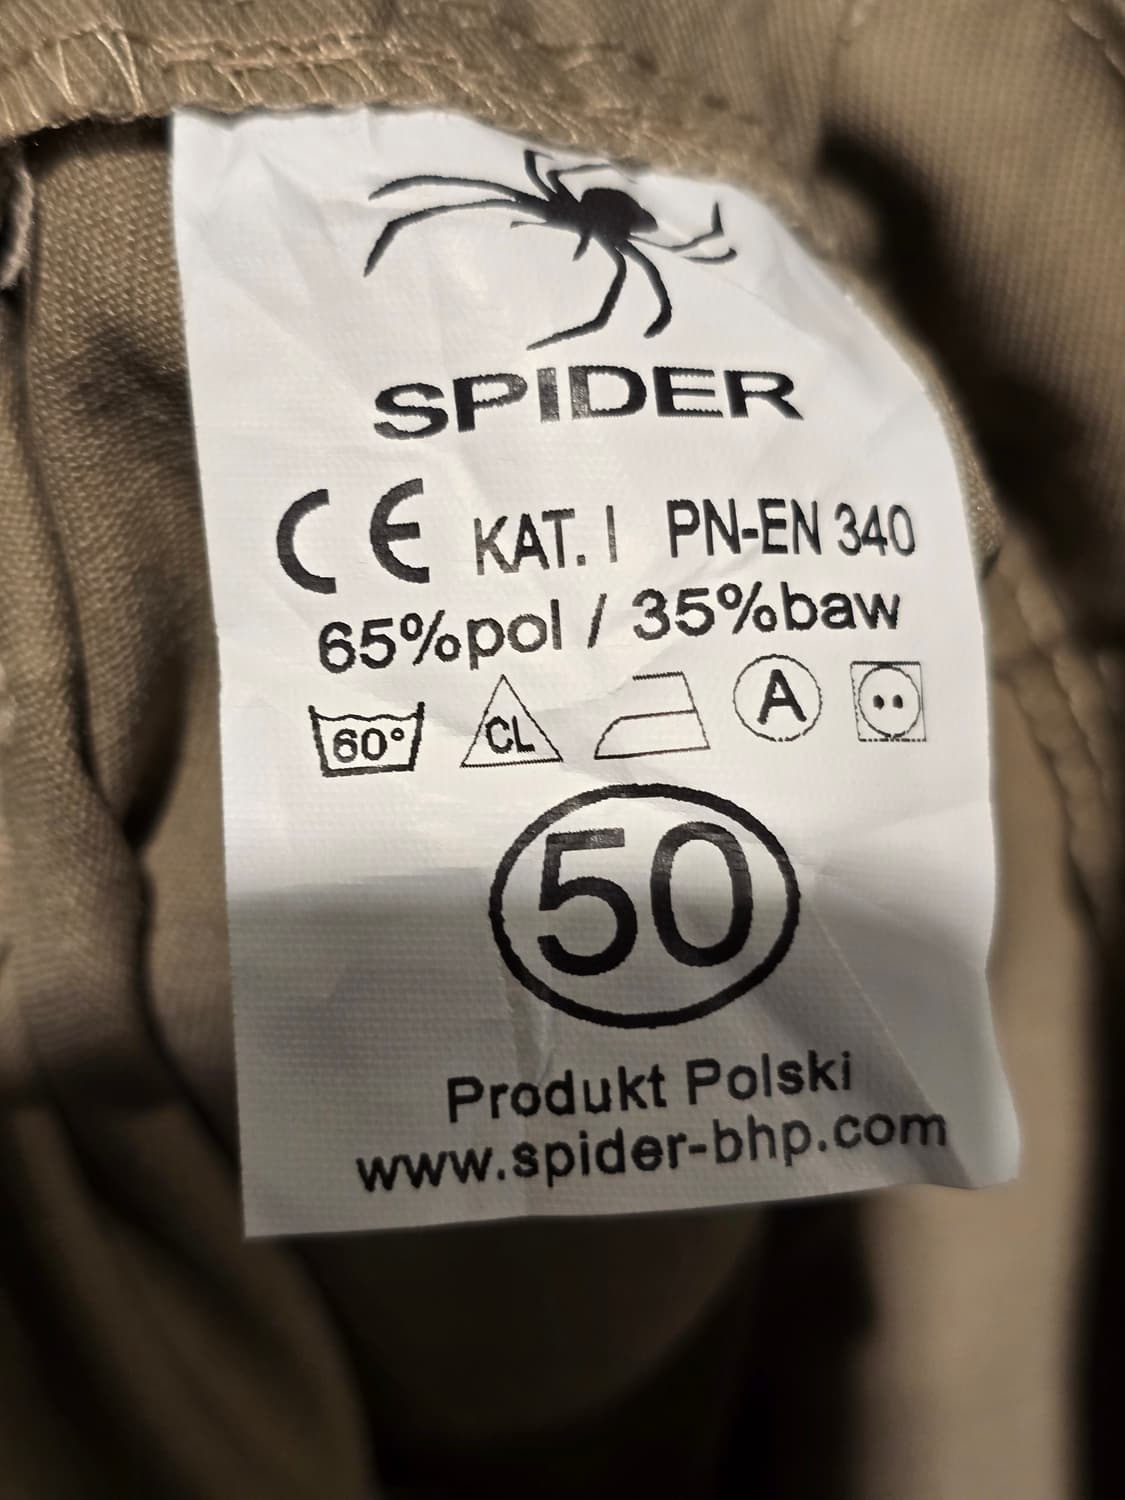 SPIDER
CE KAT. I PN-EN 340
65%pol / 35%baw
60° CL A
50
Produkt Polski
www.spider-bhp.com